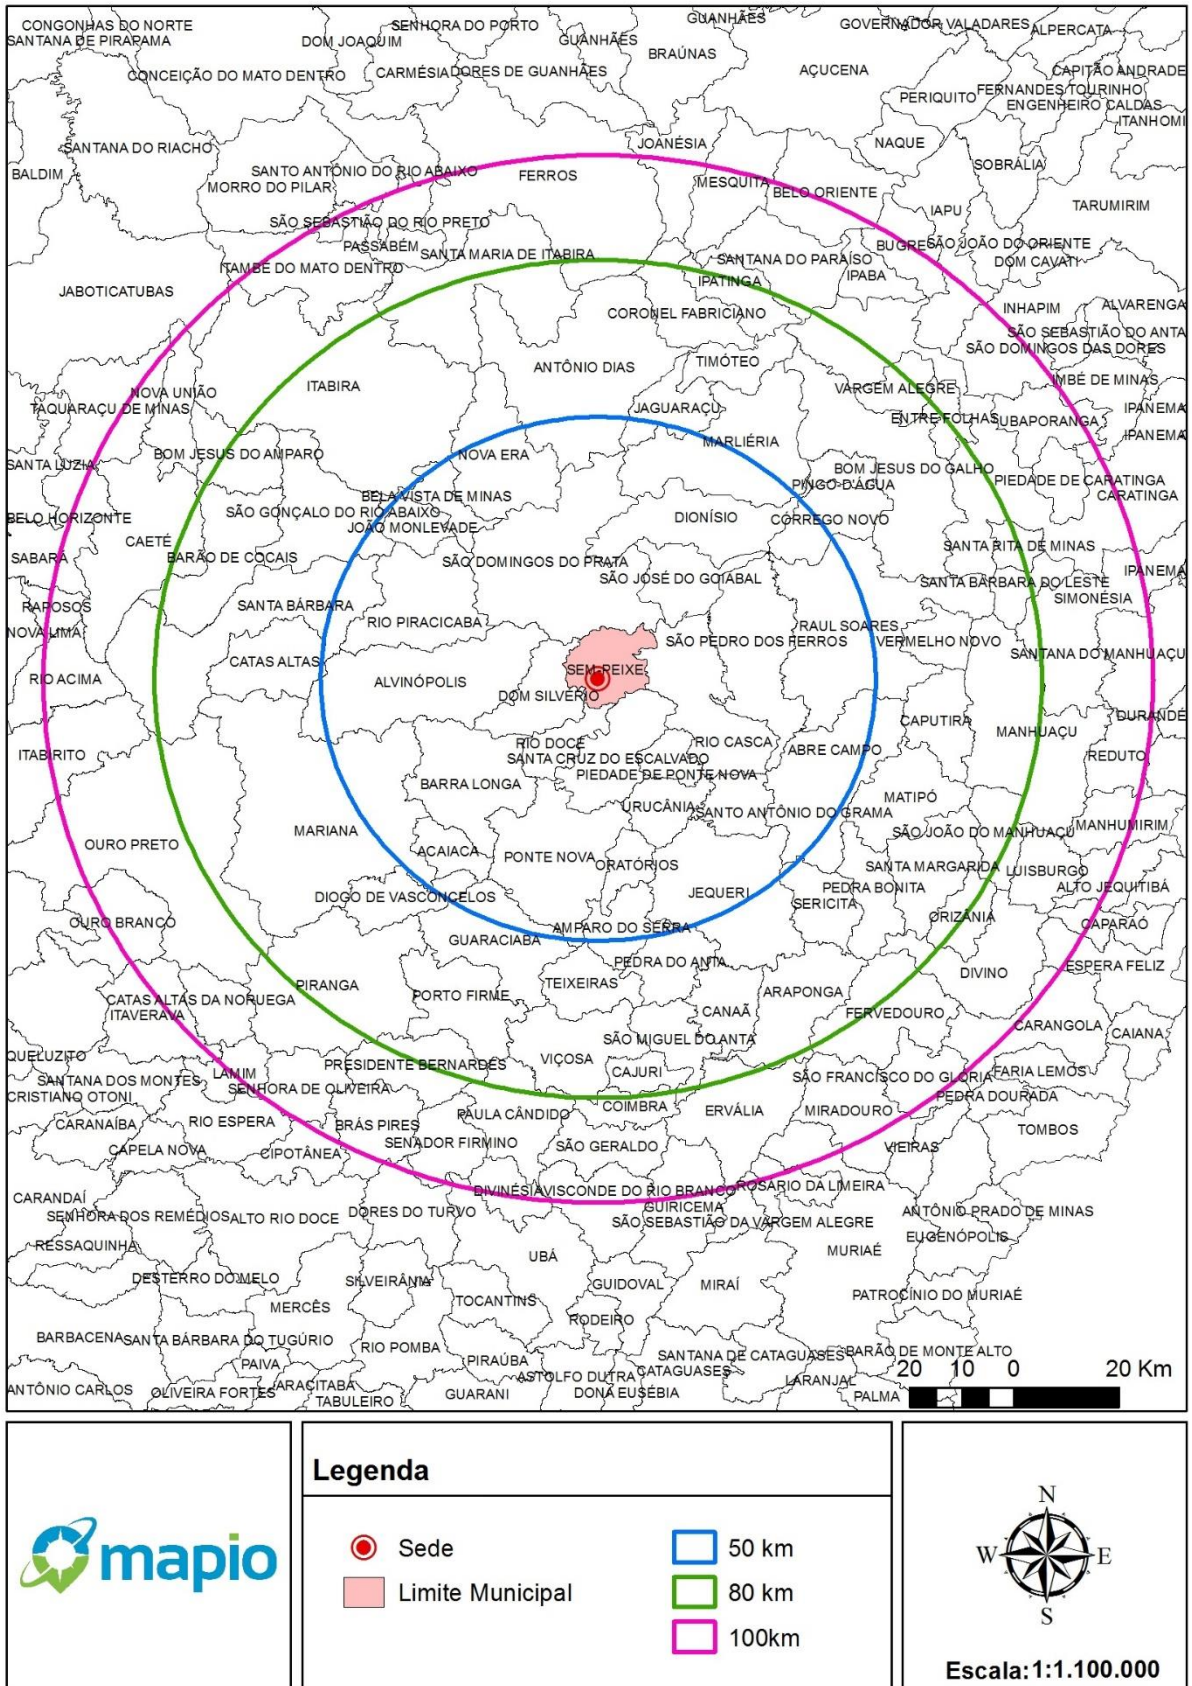 CONGONHAS DO NORTE
SENHORA DO PORTO
GUANHÃES
GOVERNADOR VALADARES
ALPERCATA
SANTANA DE PIRAPAMA
DOM JOAQUIM
GUANHÃES
BRAÚNAS
CONCEIÇÃO DO MATO DENTRO
CARMÉSIA
DORES DE GUANHÃES
AÇUCENA
CAPITÃO ANDRADE
PERIQUITO
FERNANDES TOURINHO
ENGENHEIRO CALDAS
ITANHOMI
SANTANA DO RIACHO
JOANÉSIA
NAQUE
BALDIM
SANTO ANTÔNIO DO RIO ABAIXO
FERROS
SOBRÁLIA
MORRO DO PILAR
MESQUITA
BELO ORIENTE
TARUMIRIM
SÃO SEBASTIÃO DO RIO PRETO
IAPU
PASSABÉM
SANTA MARIA DE ITABIRA
BUGRE
SÃO JOÃO DO ORIENTE
ITAMBÉ DO MATO DENTRO
SANTANA DO PARAÍSO
DOM CAVATI
IPATINGA
IPABA
JABOTICATUBAS
CORONEL FABRICIANO
INHAPIM
ALVARENGA
SÃO SEBASTIÃO DO ANTA
SÃO DOMINGOS DAS DORES
ANTÔNIO DIAS
TIMÓTEO
ITABIRA
VARGEM ALEGRE
IMBÉ DE MINAS
NOVA UNIÃO
TAQUARAÇU DE MINAS
JAGUARAÇU
ENTRE FOLHAS
UBAPORANGA
IPANEMA
MARLIÉRIA
IPANEMA
BOM JESUS DO AMPARO
NOVA ERA
SANTA LUZIA
BOM JESUS DO GALHO
PINGO-D'ÁGUA
PIEDADE DE CARATINGA
BELA VISTA DE MINAS
CARATINGA
SÃO GONÇALO DO RIO ABAIXO
BELO HORIZONTE
JOÃO MONLEVADE
DIONÍSIO
CÓRREGO NOVO
CAETÉ
BARÃO DE COCAIS
SANTA RITA DE MINAS
SABARÁ
SÃO DOMINGOS DO PRATA
IPANEMA
SÃO JOSÉ DO GOIABAL
SANTA BÁRBARA DO LESTE
RAPOSOS
SANTA BÁRBARA
SIMONÉSIA
RIO PIRACICABA
RAUL SOARES
NOVA LIMA
SÃO PEDRO DOS FERROS
VERMELHO NOVO
CATAS ALTAS
SANTANA DO MANHUAÇU
SEM-PEIXE
RIO ACIMA
ALVINÓPOLIS
DOM SILVÉRIO
CAPUTIRA
DURANDÉ
MANHUAÇU
RIO DOCE
RIO CASCA
ABRE CAMPO
ITABIRITO
SANTA CRUZ DO ESCALVADO
REDUTO
PIEDADE DE PONTE NOVA
BARRA LONGA
URUCÂNIA
MATIPÓ
SANTO ANTÔNIO DO GRAMA
MARIANA
SÃO JOÃO DO MANHUAÇU
MANHUMIRIM
OURO PRETO
ACAIACA
PONTE NOVA
ORATÓRIOS
SANTA MARGARIDA
LUISBURGO
DIOGO DE VASCONCELOS
JEQUERI
PEDRA BONITA
ALTO JEQUITIBÁ
SERICITA
OURO BRANCO
AMPARO DO SERRA
ORIZÂNIA
CAPARAÓ
GUARACIABA
PEDRA DO ANTA
ESPERA FELIZ
PIRANGA
TEIXEIRAS
DIVINO
CATAS ALTAS DA NORUEGA
PORTO FIRME
ARAPONGA
ITAVERAVA
CANAÃ
FERVEDOURO
CARANGOLA
CAIANA
QUELUZITO
SÃO MIGUEL DO ANTA
PRESIDENTE BERNARDES
VIÇOSA
CAJURI
SANTANA DOS MONTES
LAMIM
SÃO FRANCISCO DO GLÓRIA
FARIA LEMOS
CRISTIANO OTONI
SENHORA DE OLIVEIRA
PEDRA DOURADA
CARANAÍBA
RIO ESPERA
BRÁS PIRES
PAULA CÂNDIDO
COIMBRA
ERVÁLIA
MIRADOURO
TOMBOS
CAPELA NOVA
CIPOTÂNEA
SENADOR FIRMINO
SÃO GERALDO
VIEIRAS
CARANDAÍ
DIVINÉSIA
VISCONDE DO RIO BRANCO
ROSÁRIO DA LIMEIRA
SENHORA DOS REMÉDIOS
ALTO RIO DOCE
DORES DO TURVO
GUIRICEMA
SÃO SEBASTIÃO DA VARGEM ALEGRE
ANTÔNIO PRADO DE MINAS
RESSAQUINHA
UBÁ
MURIAÉ
EUGENÓPOLIS
DESTERRO DO MELO
SILVEIRÂNIA
GUIDOVAL
MIRAÍ
MERCÊS
TOCANTINS
PATROCÍNIO DO MURIAÉ
RODEIRO
BARBACENA
SANTA BÁRBARA DO TUGÚRIO
RIO POMBA
PAIVA
PIRAÚBA
SANTANA DE CATAGUASES
BARÃO DE MONTE ALTO
ANTÔNIO CARLOS
OLIVEIRA FORTES
ARACITABA
ASTOLFO DUTRA
CATAGUASES
LARANJAL
TABULEIRO
GUARANI
DONA EUSÉBIA
PALMA
20 10 0 20 Km
Legenda
Sede
Limite Municipal
50 km
80 km
100km
mapio
N
W E
S
Escala:1:1.100.000